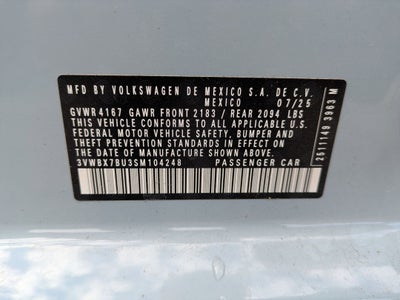 MFD. BY VOLKSWAGEN DE MEXICO S.A. DE C.V.
MEXICO 07/25
GVWR 4167 GAWR FRONT 2183 / REAR 2094 LBS
THIS VEHICLE CONFORMS TO ALL APPLICABLE U.S.
FEDERAL MOTOR VEHICLE SAFETY, BUMPER AND
THEFT PREVENTION STANDARDS IN EFFECT ON THE
DATE OF MANUFACTURE SHOWN ABOVE.
3VWBX7BU3SM104248 PASSENGER CAR
2511149 3963 M